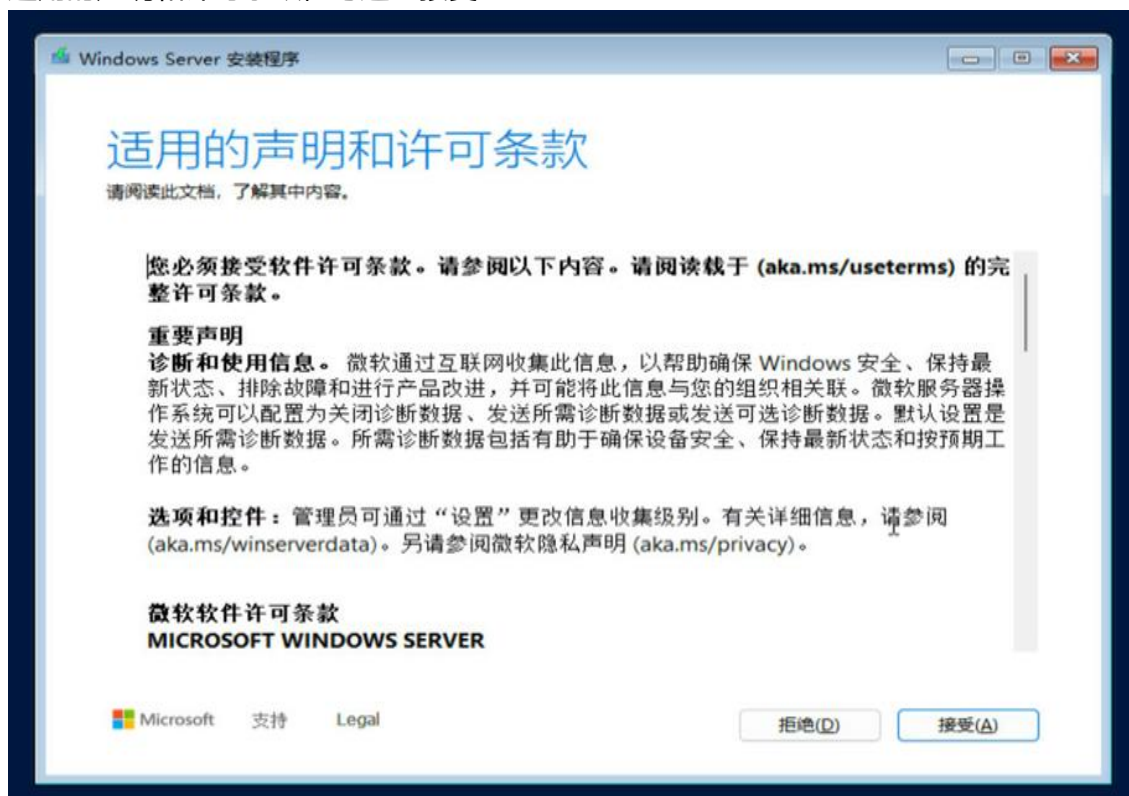 Windows Server 安装程序
适用的声明和许可条款
请阅读此文档，了解其中内容。
您必须接受软件许可条款。请参阅以下内容。请阅读载于 (aka.ms/useterms) 的完
整许可条款。
重要声明
诊断和使用信息。 微软通过互联网收集此信息，以帮助确保 Windows 安全、保持最
新状态、排除故障和进行产品改进，并可能将此信息与您的组织相关联。微软服务器操
作系统可以配置为关闭诊断数据、发送所需诊断数据或发送可选诊断数据。默认设置是
发送所需诊断数据。所需诊断数据包括有助于确保设备安全、保持最新状态和按预期工
作的信息。
选项和控件：管理员可通过“设置”更改信息收集级别。有关详细信息，请参阅
(aka.ms/winserverdata)。另请参阅微软隐私声明 (aka.ms/privacy)。
微软软件许可条款
MICROSOFT WINDOWS SERVER
Microsoft 支持 Legal 拒绝(D) 接受(A)